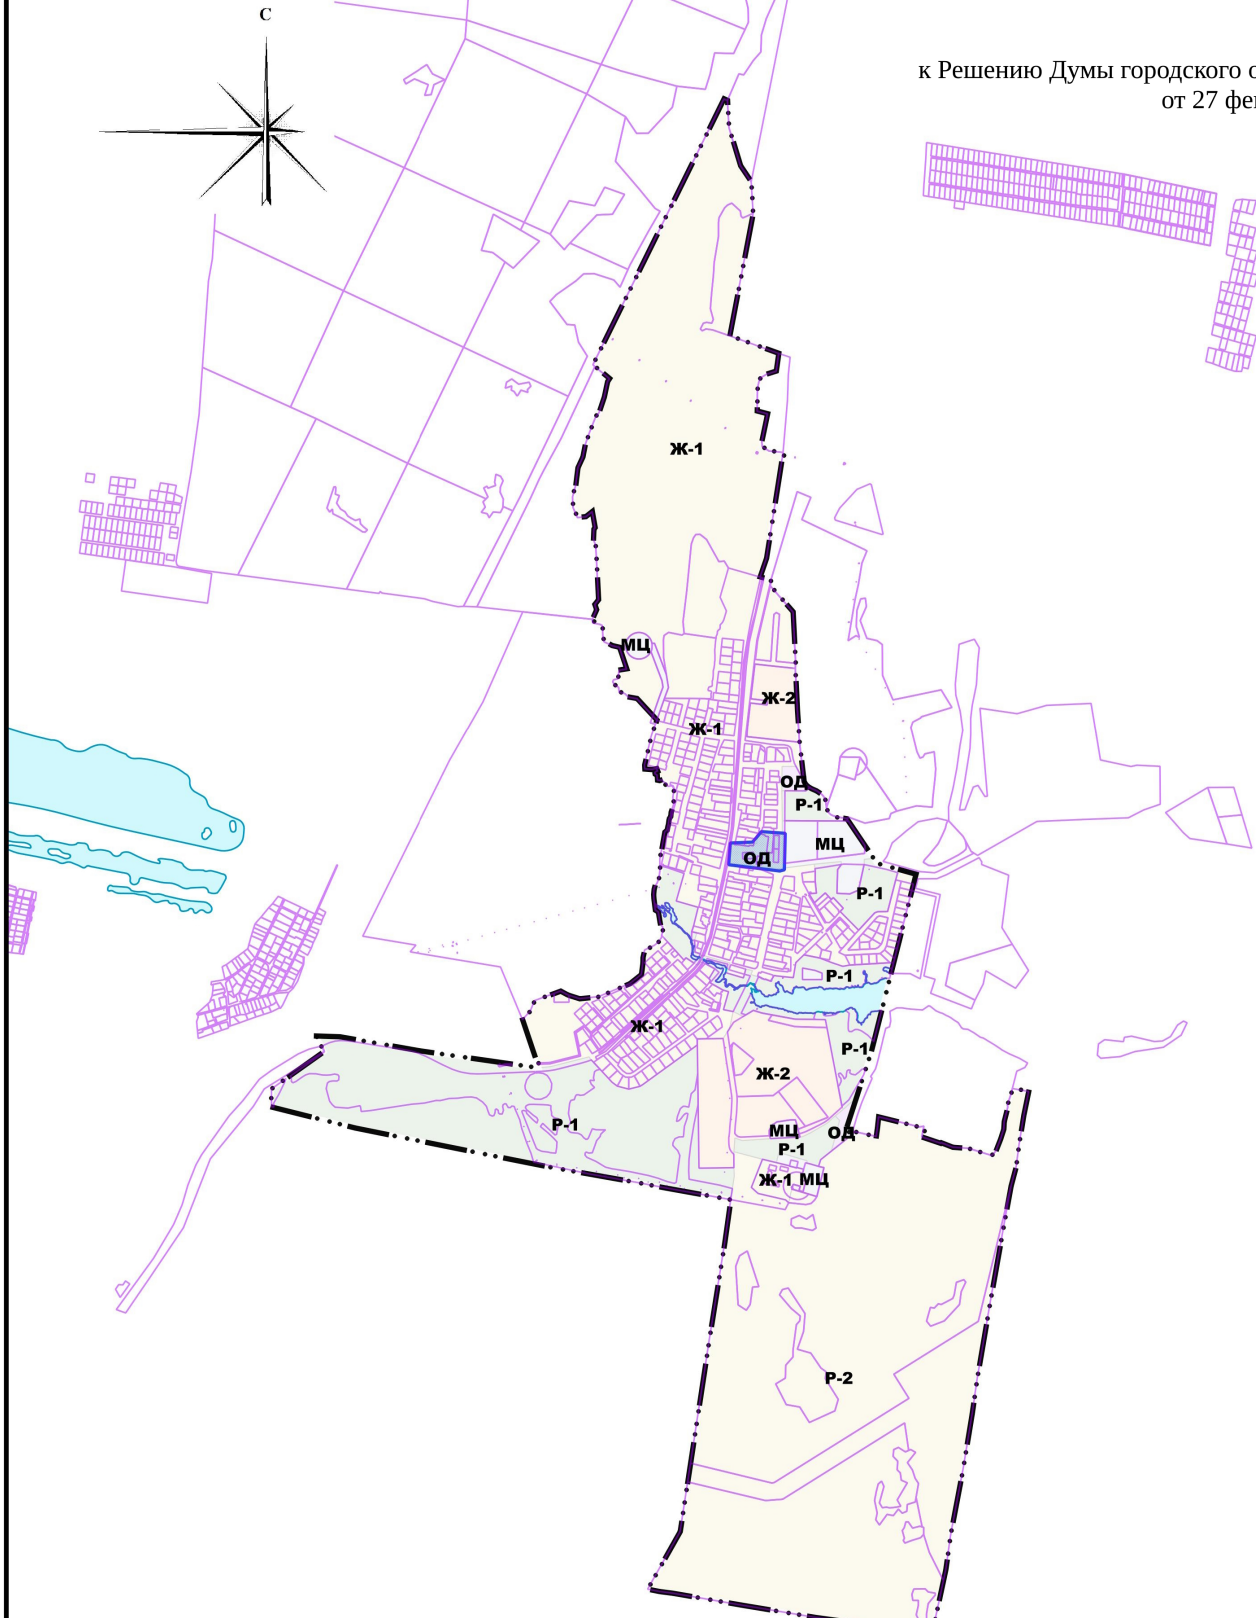 С
к Решению Думы городского о
от 27 фе
Ж-1
МЦ
Ж-2
Ж-1
ОД
Р-1
МЦ
ОД
Р-1
Р-1
Ж-1
Р-1
Ж-2
Р-1
МЦ
ОД
Р-1
Ж-1
МЦ
Р-2